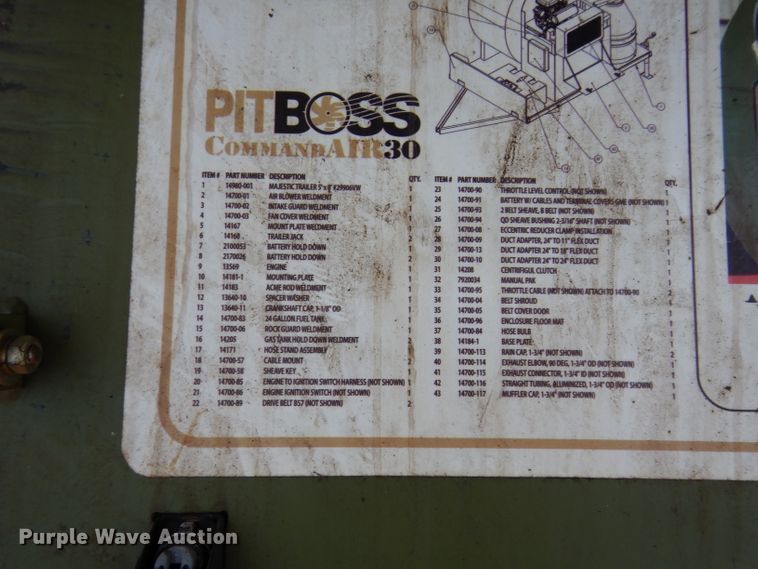 PITBOSS
COMMANDAIR30
ITEM # PART NUMBER DESCRIPTION QTY.
1 14980-001 MAJESTIC TRAILER 5' x 8' #29906VW 1
2 14700-01 AIR BLOWER WELDMENT 1
3 14700-02 INTAKE GUARD WELDMENT 1
4 14700-03 FAN COVER WELDMENT 1
5 14167 MOUNT PLATE WELDMENT 1
6 14168 TRAILER JACK
7 2100053 BATTERY HOLD DOWN
8 2170026 BATTERY HOLD DOWN
9 13569 ENGINE 1
10 14181-1 MOUNTING PLATE 1
11 14183 ACME ROD WELDMENT 1
12 13640-10 SPACER WASHER 1
13 13640-11 CRANKSHAFT CAP, 1-1/8" OD 1
14 14700-83 24 GALLON FUEL TANK 1
15 14700-06 ROCK GUARD WELDMENT 1
16 14205 GAS TANK HOLD DOWN WELDMENT 2
17 14171 HOSE STAND ASSEMBLY 1
18 14700-57 CABLE MOUNT 1
19 14700-58 SHEAVE KEY 1
20 14700-85 ENGINE TO IGNITION SWITCH HARNESS (NOT SHOWN) 1
21 14700-86 ENGINE IGNITION SWITCH (NOT SHOWN) 1
22 14700-89 DRIVE BELT B57 (NOT SHOWN) 2
ITEM # PART NUMBER DESCRIPTION QTY.
23 14700-90 THROTTLE LEVEL CONTROL (NOT SHOWN) 1
24 14700-91 BATTERY W/ CABLES AND TERMINAL COVERS GME (NOT SHOWN) 1
25 14700-93 2 BELT SHEAVE, B BELT (NOT SHOWN) 1
26 14700-94 QD SHEAVE BUSHING 2-3/16" SHAFT (NOT SHOWN) 1
27 14700-08 ECCENTRIC REDUCER CLAMP INSTALLATION 1
28 14700-09 DUCT ADAPTER, 24" TO 11" FLEX DUCT
29 14700-13 DUCT ADAPTER 24" TO 18" FLEX DUCT
30 14700-10 DUCT ADAPTER 24" TO 24" FLEX DUCT
31 14208 CENTRIFIGUL CLUTCH 1
32 7920034 MANUAL PAK 1
33 14700-95 THROTTLE CABLE (NOT SHOWN) ATTACH TO 14700-90
34 14700-04 BELT SHROUD
35 14700-05 BELT COVER DOOR 1
36 14700-96 ENCLOSURE FLOOR MAT 1
37 14700-84 HOSE BULB 1
38 14184-1 BASE PLATE 1
39 14700-113 RAIN CAP, 1-3/4" (NOT SHOWN) 2
40 14700-114 EXHAUST ELBOW, 90 DEG, 1-3/4" OD (NOT SHOWN) 1
41 14700-115 EXHAUST CONNECTOR, 1-3/4" ID (NOT SHOWN) 1
42 14700-116 STRAIGHT TUBING, ALUMINIZED, 1-3/4" OD (NOT SHOWN)
43 14700-117 MUFFLER CAP, 1-3/4" (NOT SHOWN)
Purple Wave Auction